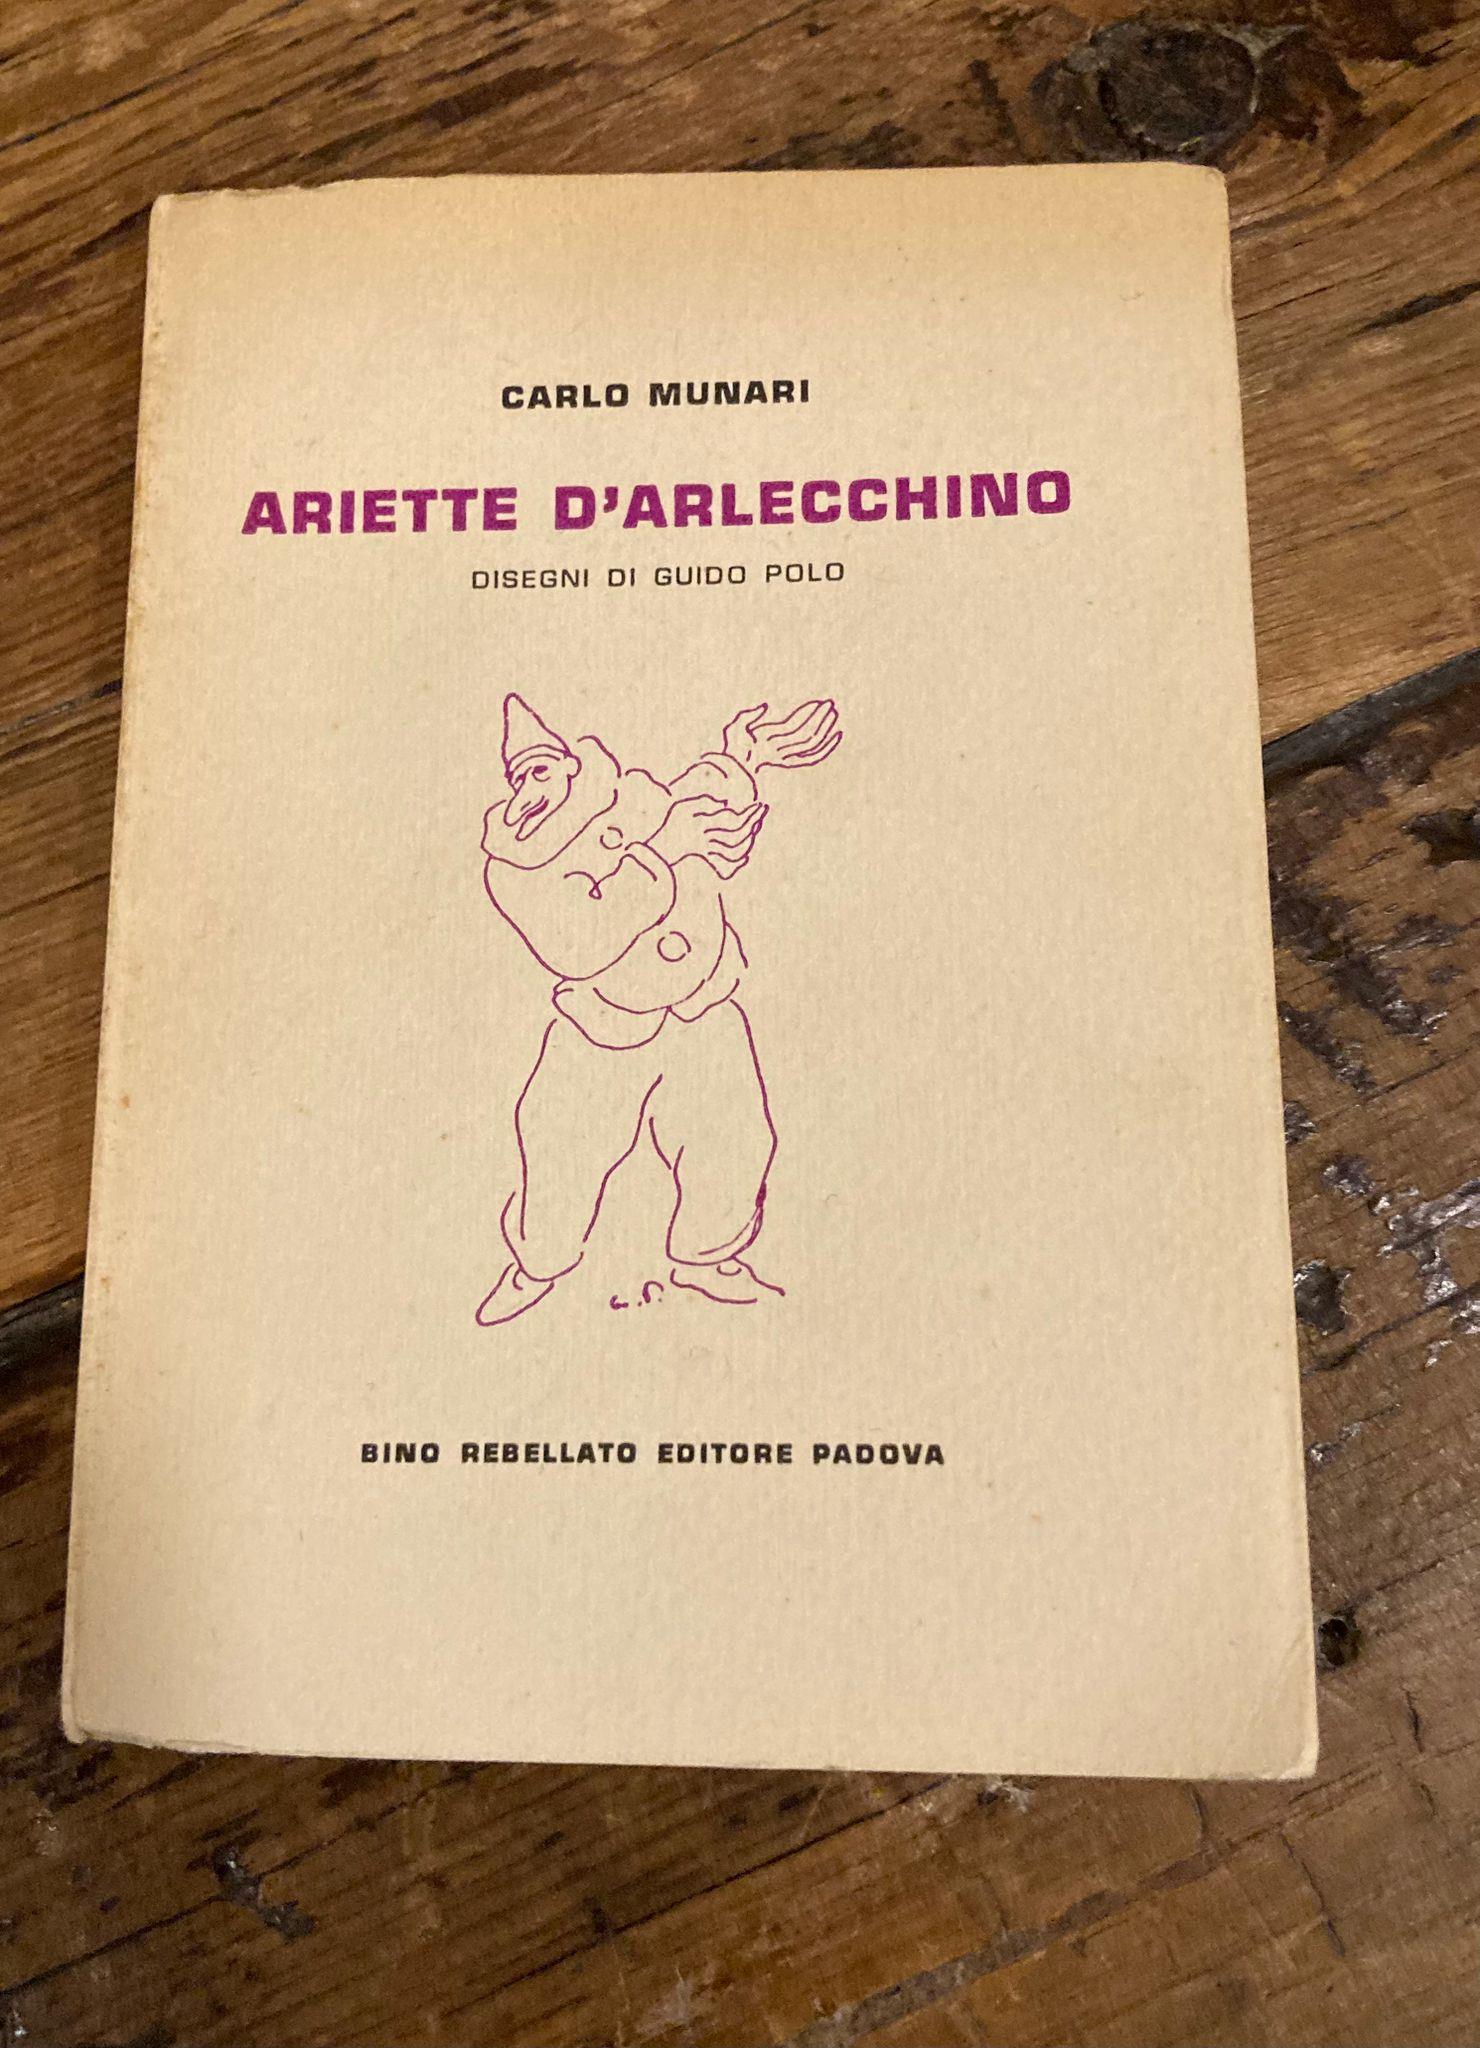 CARLO MUNARI
ARIETTE D'ARLECCHINO
DISEGNI DI GUIDO POLO
BINO REBELLATO EDITORE PADOVA